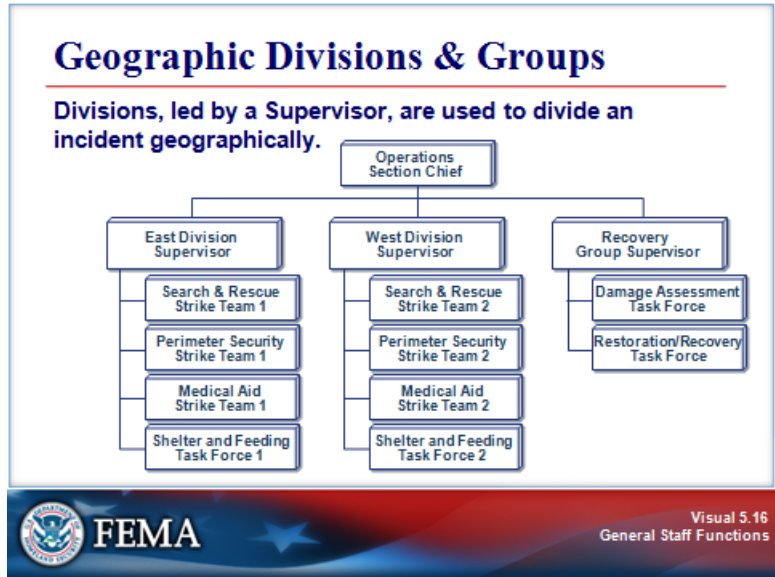 Geographic Divisions & Groups
Divisions, led by a Supervisor, are used to divide an
incident geographically.
Operations
Section Chief
East Division
Supervisor
Search & Rescue
Strike Team 1
Perimeter Security
Strike Team 1
Medical Aid
Strike Team 1
Shelter and Feeding
Task Force 1
West Division
Supervisor
Search & Rescue
Strike Team 2
Perimeter Security
Strike Team 2
Medical Aid
Strike Team 2
Shelter and Feeding
Task Force 2
Recovery
Group Supervisor
Damage Assessment
Task Force
Restoration/Recovery
Task Force
FEMA
Visual 5.16
General Staff Functions